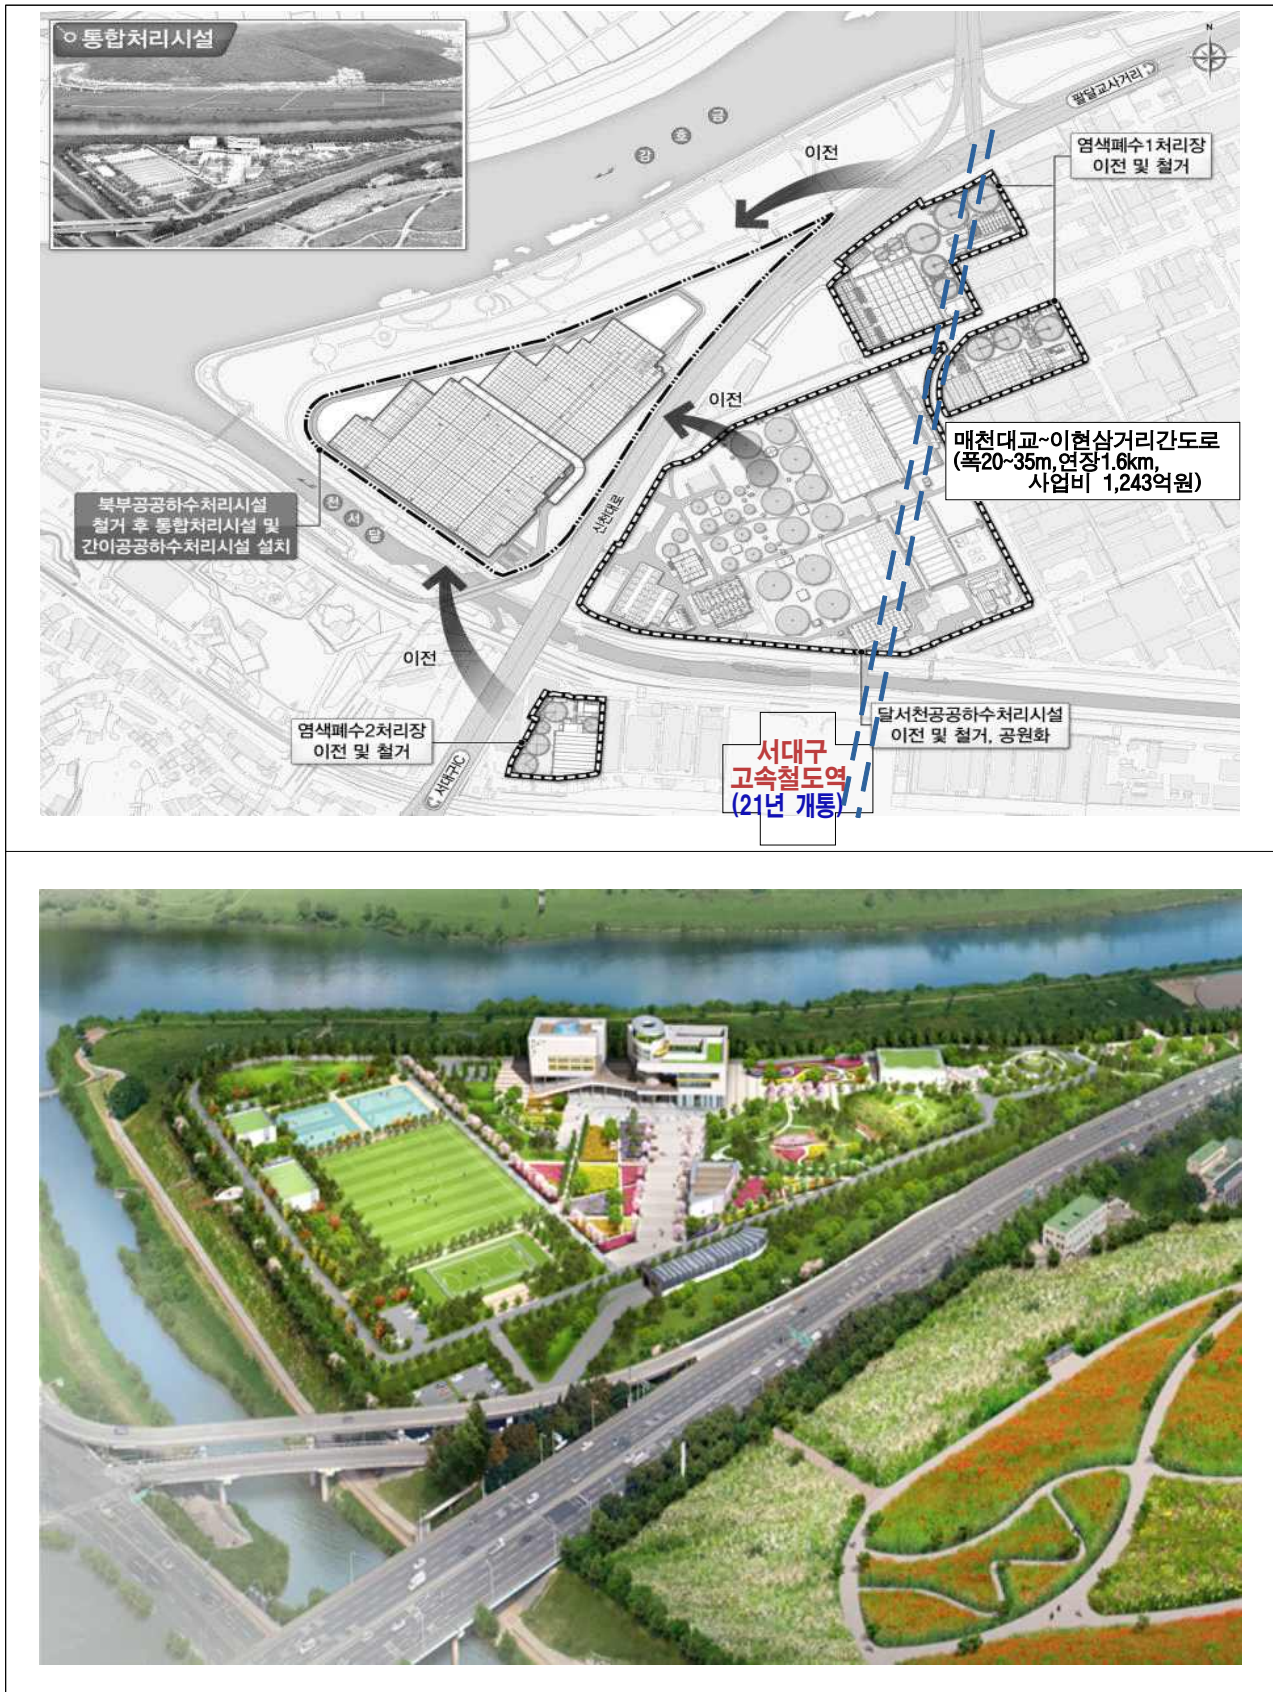 통합처리시설
N
팔달교사거리
금호강
이전
염색폐수1처리장
이전 및 철거
이전
매천대교~이현삼거리간도로
(폭20~35m,연장1.6km,
사업비 1,243억원)
북부공공하수처리시설
철거 후 통합처리시설 및
간이공공하수처리시설 설치
달서천
신천대로
이전
염색폐수2처리장
이전 및 철거
서대구IC
달서천공공하수처리시설
이전 및 철거, 공원화
서대구
고속철도역
(21년 개통)